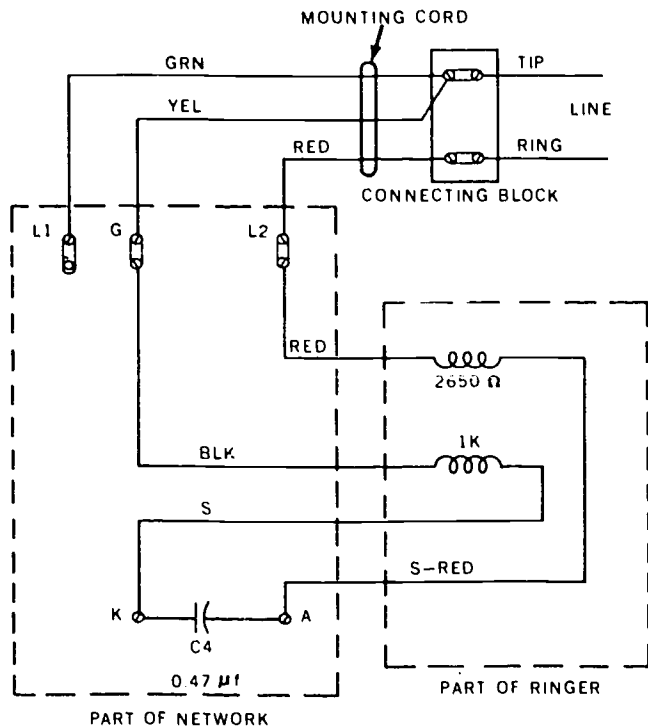 MOUNTING CORD
GRN
TIP
YEL
LINE
RED
RING
CONNECTING BLOCK
L1
G
L2
RED
2650 Ω
BLK
1K
S
S-RED
K
A
C4
0.47 µf
PART OF RINGER
PART OF NETWORK